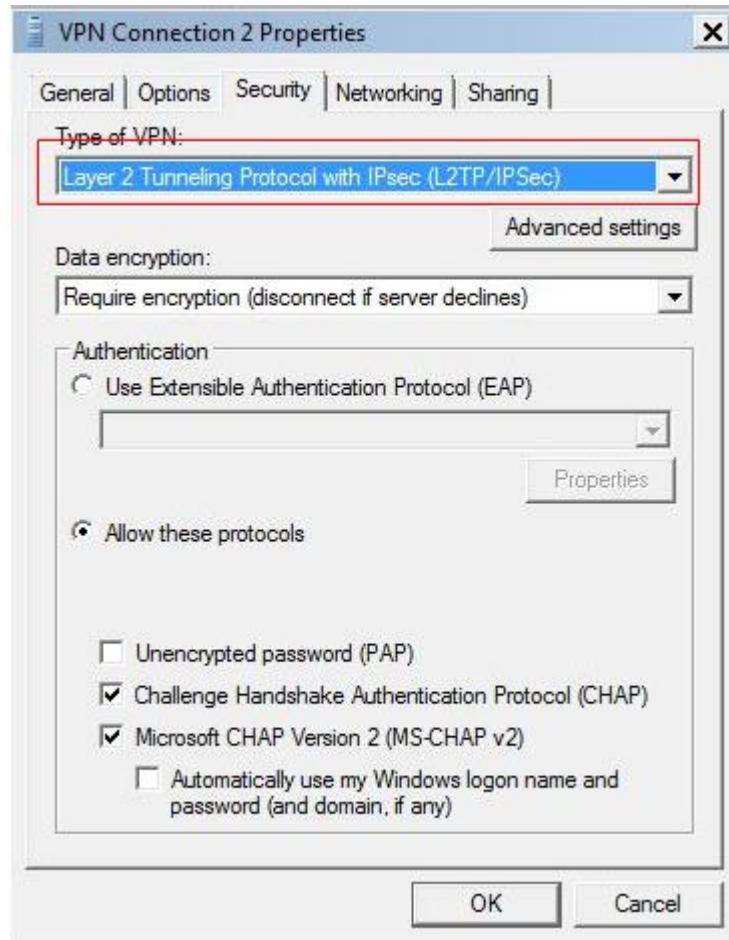 VPN Connection 2 Properties
General
Options
Security
Networking
Sharing
Type of VPN:
Layer 2 Tunneling Protocol with IPsec (L2TP/IPSec)
Advanced settings
Data encryption:
Require encryption (disconnect if server declines)
Authentication
Use Extensible Authentication Protocol (EAP)
Properties
Allow these protocols
Unencrypted password (PAP)
Challenge Handshake Authentication Protocol (CHAP)
Microsoft CHAP Version 2 (MS-CHAP v2)
Automatically use my Windows logon name and
password (and domain, if any)
OK
Cancel